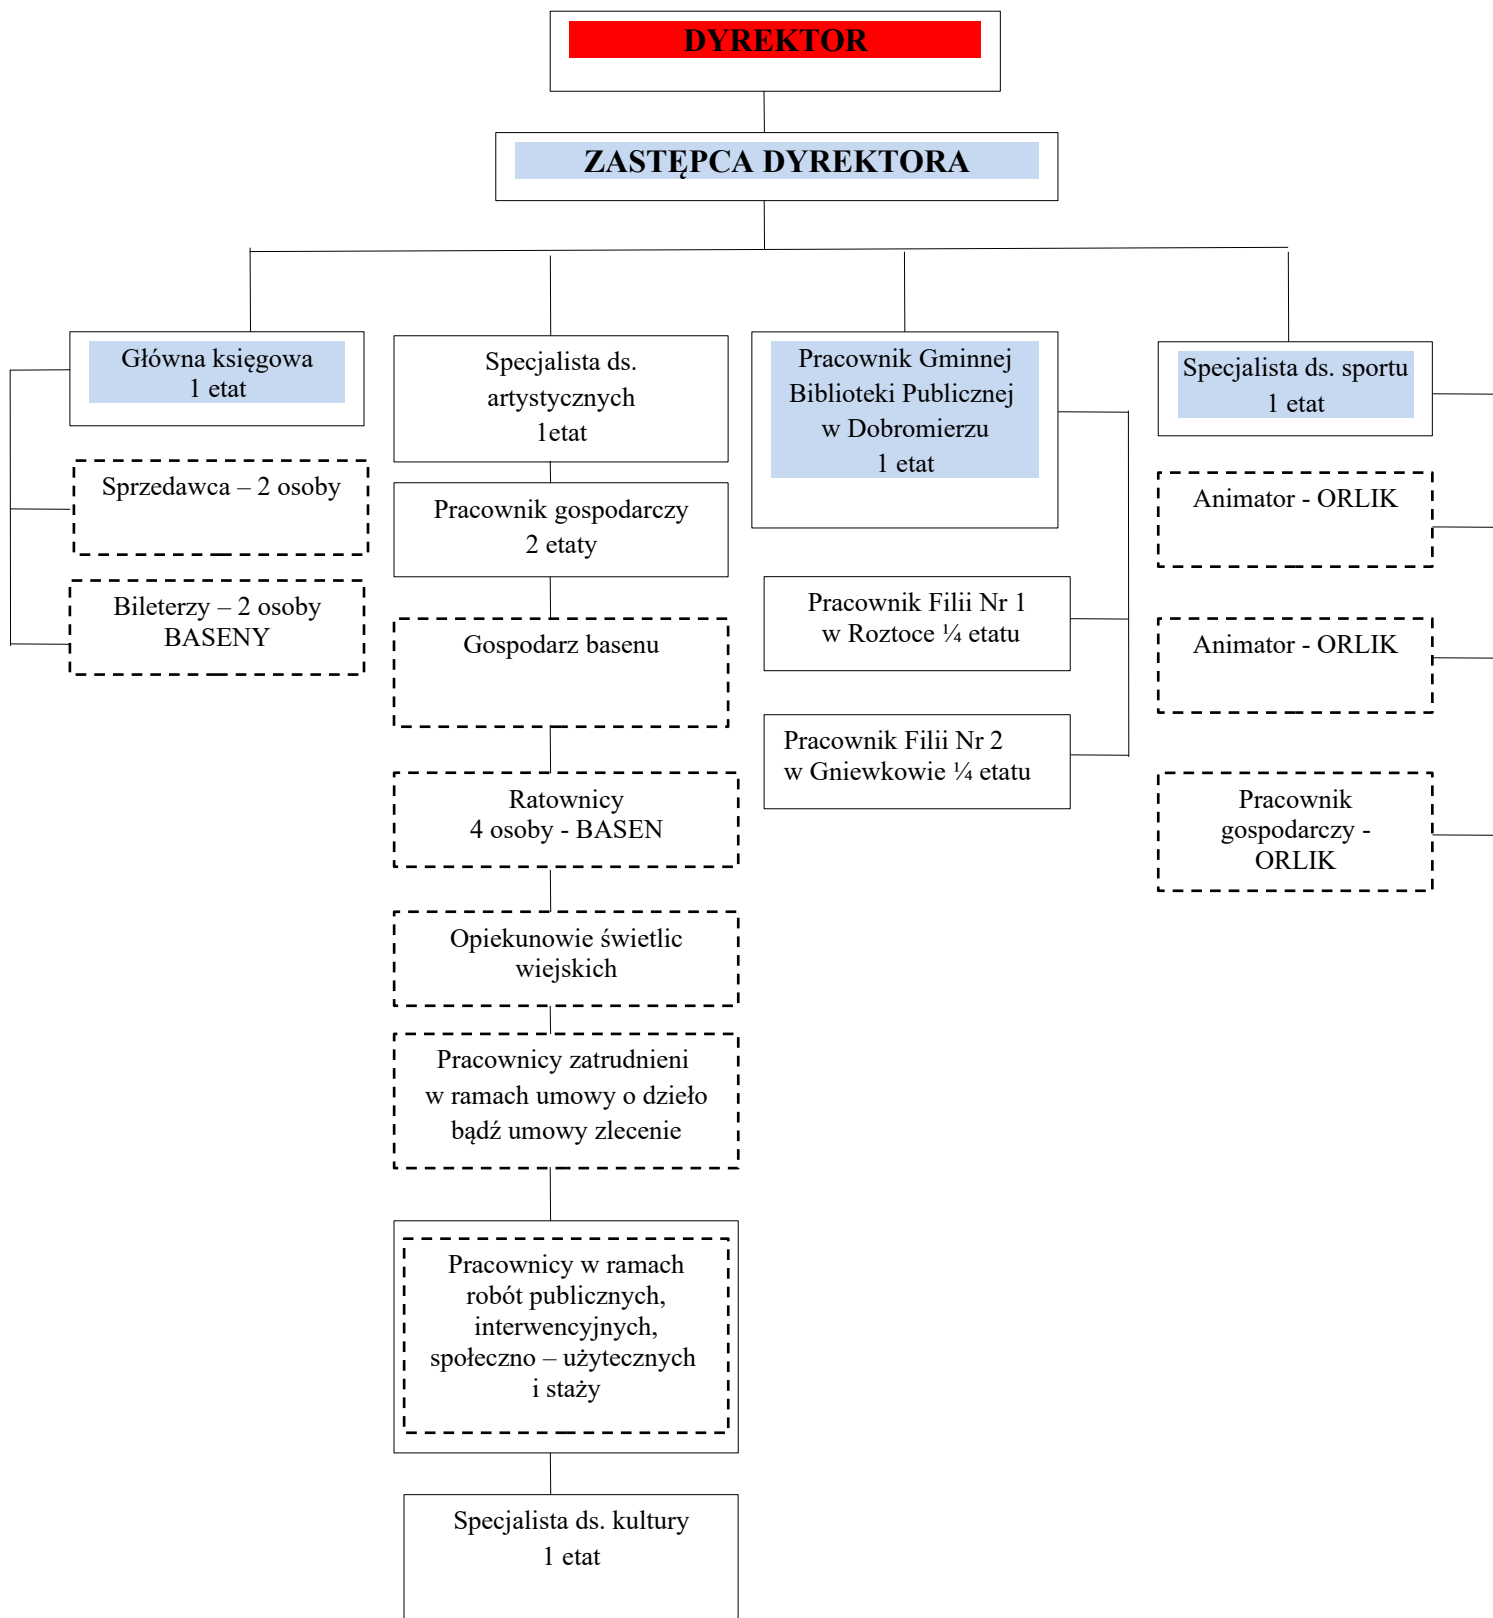 DYREKTOR
ZASTĘPCA DYREKTORA
Główna księgowa
1 etat
Sprzedawca – 2 osoby
Bileterzy – 2 osoby
BASENY
Specjalista ds.
artystycznych
1etat
Pracownik gospodarczy
2 etaty
Gospodarz basenu
Ratownicy
4 osoby - BASEN
Opiekunowie świetlic
wiejskich
Pracownicy zatrudnieni
w ramach umowy o dzieło
bądź umowy zlecenie
Pracownicy w ramach
robót publicznych,
interwencyjnych,
społeczno – użytecznych
i staży
Specjalista ds. kultury
1 etat
Pracownik Gminnej
Biblioteki Publicznej
w Dobromierzu
1 etat
Pracownik Filii Nr 1
w Roztoce ¼ etatu
Pracownik Filii Nr 2
w Gniewkowie ¼ etatu
Specjalista ds. sportu
1 etat
Animator - ORLIK
Animator - ORLIK
Pracownik
gospodarczy -
ORLIK